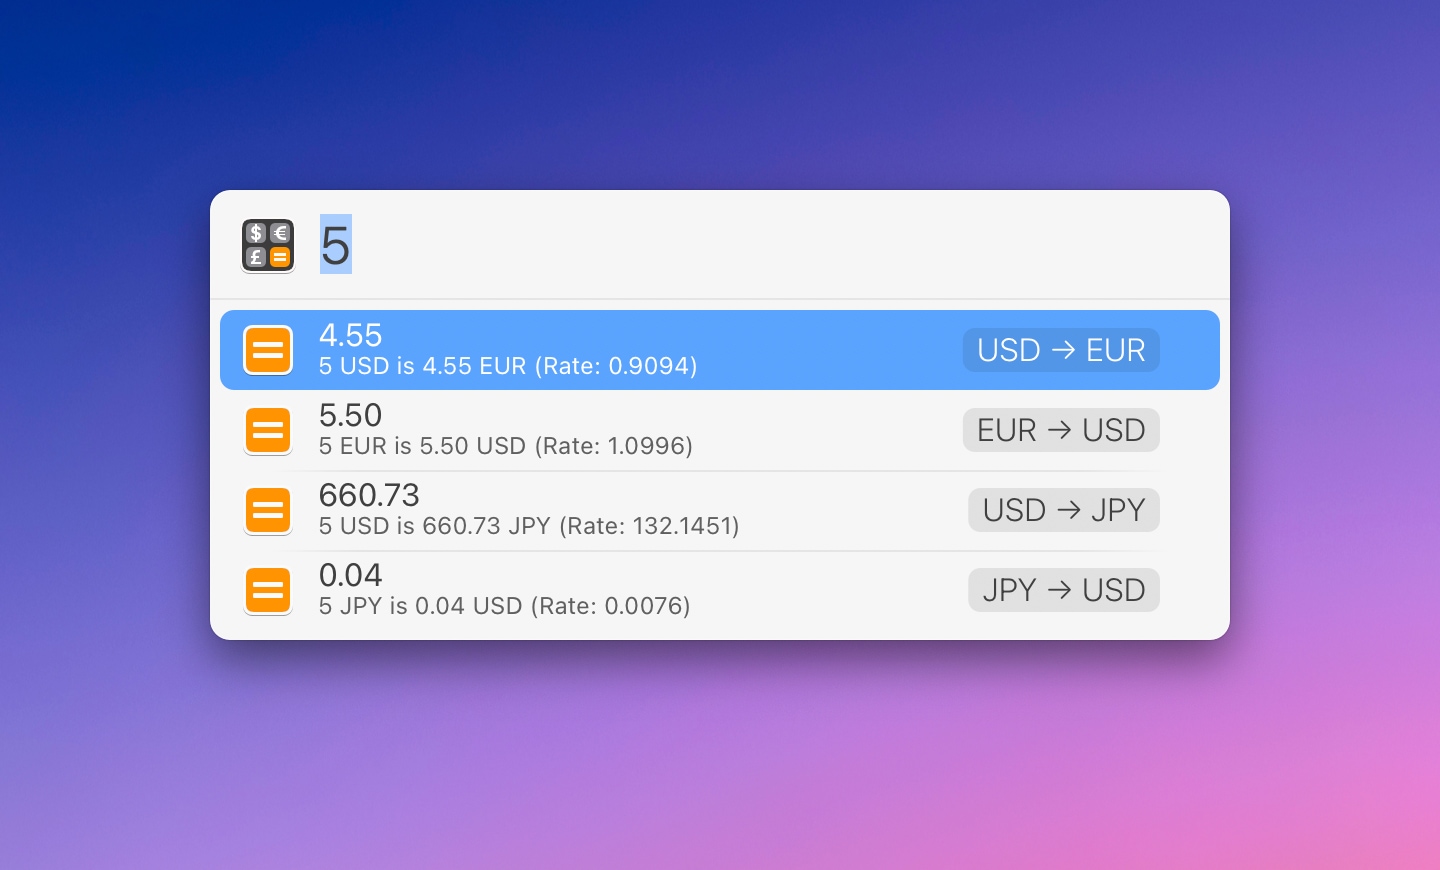 $ €
£ =
5
4.55
5 USD is 4.55 EUR (Rate: 0.9094)
USD → EUR
5.50
5 EUR is 5.50 USD (Rate: 1.0996)
EUR → USD
660.73
5 USD is 660.73 JPY (Rate: 132.1451)
USD → JPY
0.04
5 JPY is 0.04 USD (Rate: 0.0076)
JPY → USD